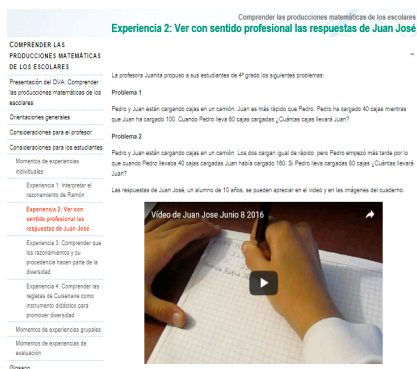 Comprender las producciones matemáticas de los escolares
Experiencia 2: Ver con sentido profesional las respuestas de Juan José
COMPRENDER LAS
PRODUCCIONES MATEMÁTICAS
DE LOS ESCOLARES
Presentación del OVA: Comprender
las producciones matemáticas de los
escolares
Orientaciones generales
Consideraciones para el profesor
Consideraciones para los estudiantes
Momentos de experiencias
individuales
Experiencia 1: Interpretar el
razonamiento de Ramón
Experiencia 2: Ver con
sentido profesional las
respuestas de Juan José
Experiencia 3: Comprender que
los razonamientos y su
procedencia hacen parte de la
diversidad
Experiencia 4: Comprender las
regletas de Cuisenaire como
instrumento didáctico para
promover diversidad
Momentos de experiencias grupales
Momentos de experiencias de
evaluación
Glosario
La profesora Juanita propuso a sus estudiantes de 4º grado los siguientes problemas:
Problema 1
Pedro y Juan están cargando cajas en un camión. Juan es más rápido que Pedro. Pedro ha cargado 40 cajas mientras
que Juan ha cargado 100. Cuando Pedro lleva 60 cajas cargadas ¿Cuántas cajas llevará Juan?
Problema 2
Pedro y Juan están cargando cajas en un camión. Los dos cargan igual de rápido, pero Pedro empezó más tarde por lo
que cuando Pedro llevaba 40 cajas cargadas Juan había cargado 160. Si Pedro lleva cargadas 80 cajas ¿Cuántas llevará
Juan?
Las respuestas de Juan José, un alumno de 10 años, se pueden apreciar en el video y en las imágenes del cuaderno.
Vídeo de Juan Jose Junio 8 2016